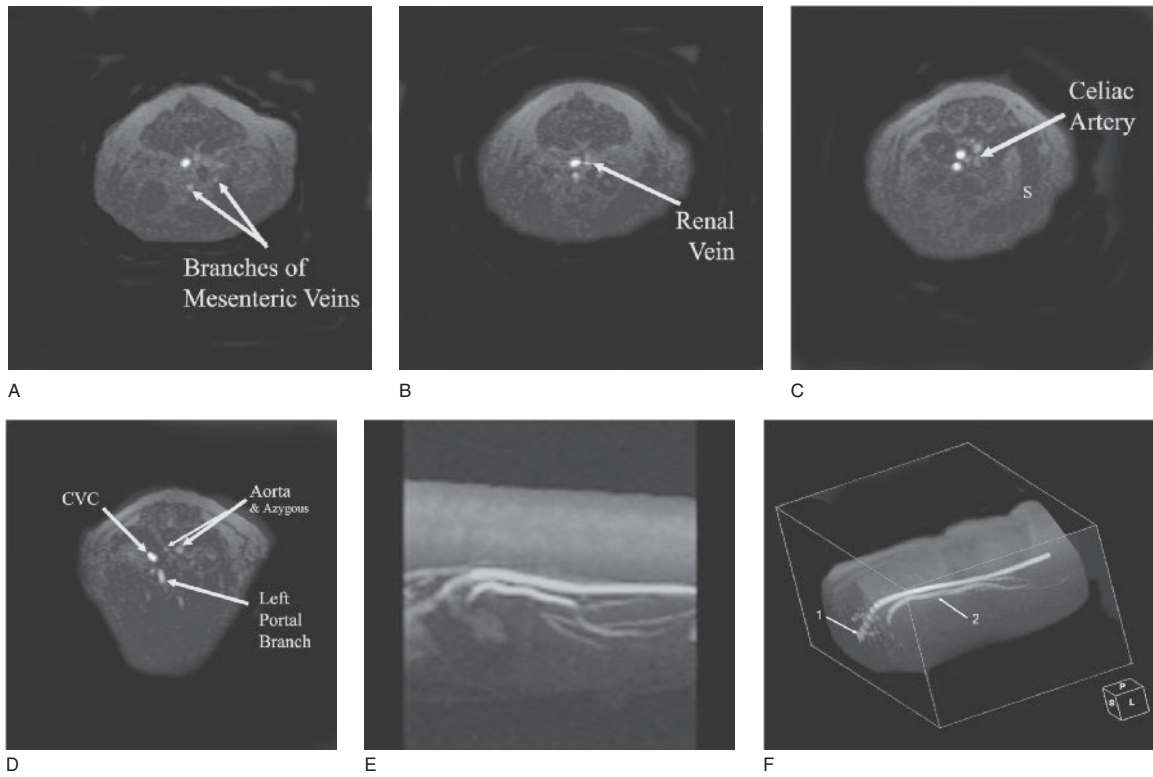 Branches of
Mesenteric Veins
A
Renal
Vein
B
Celiac
Artery
S
C
CVC
Aorta
& Azygous
Left
Portal
Branch
D
E
1
2
P
S
L
F